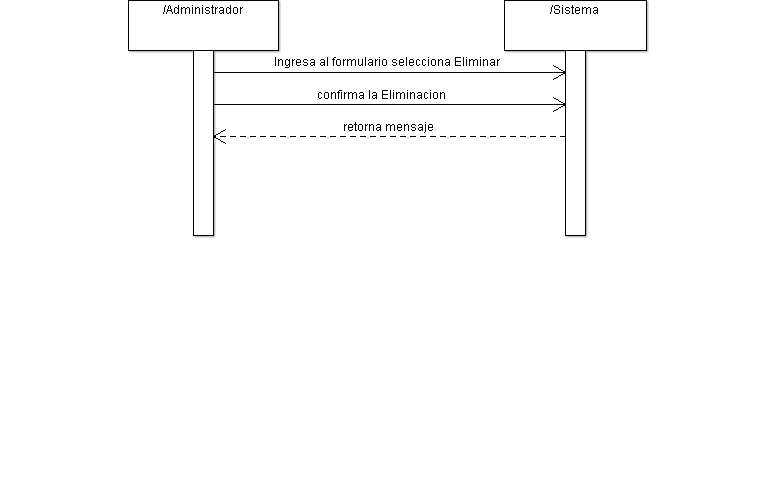 /Administrador
/Sistema
Ingresa al formulario selecciona Eliminar
confirma la Eliminacion
retorna mensaje